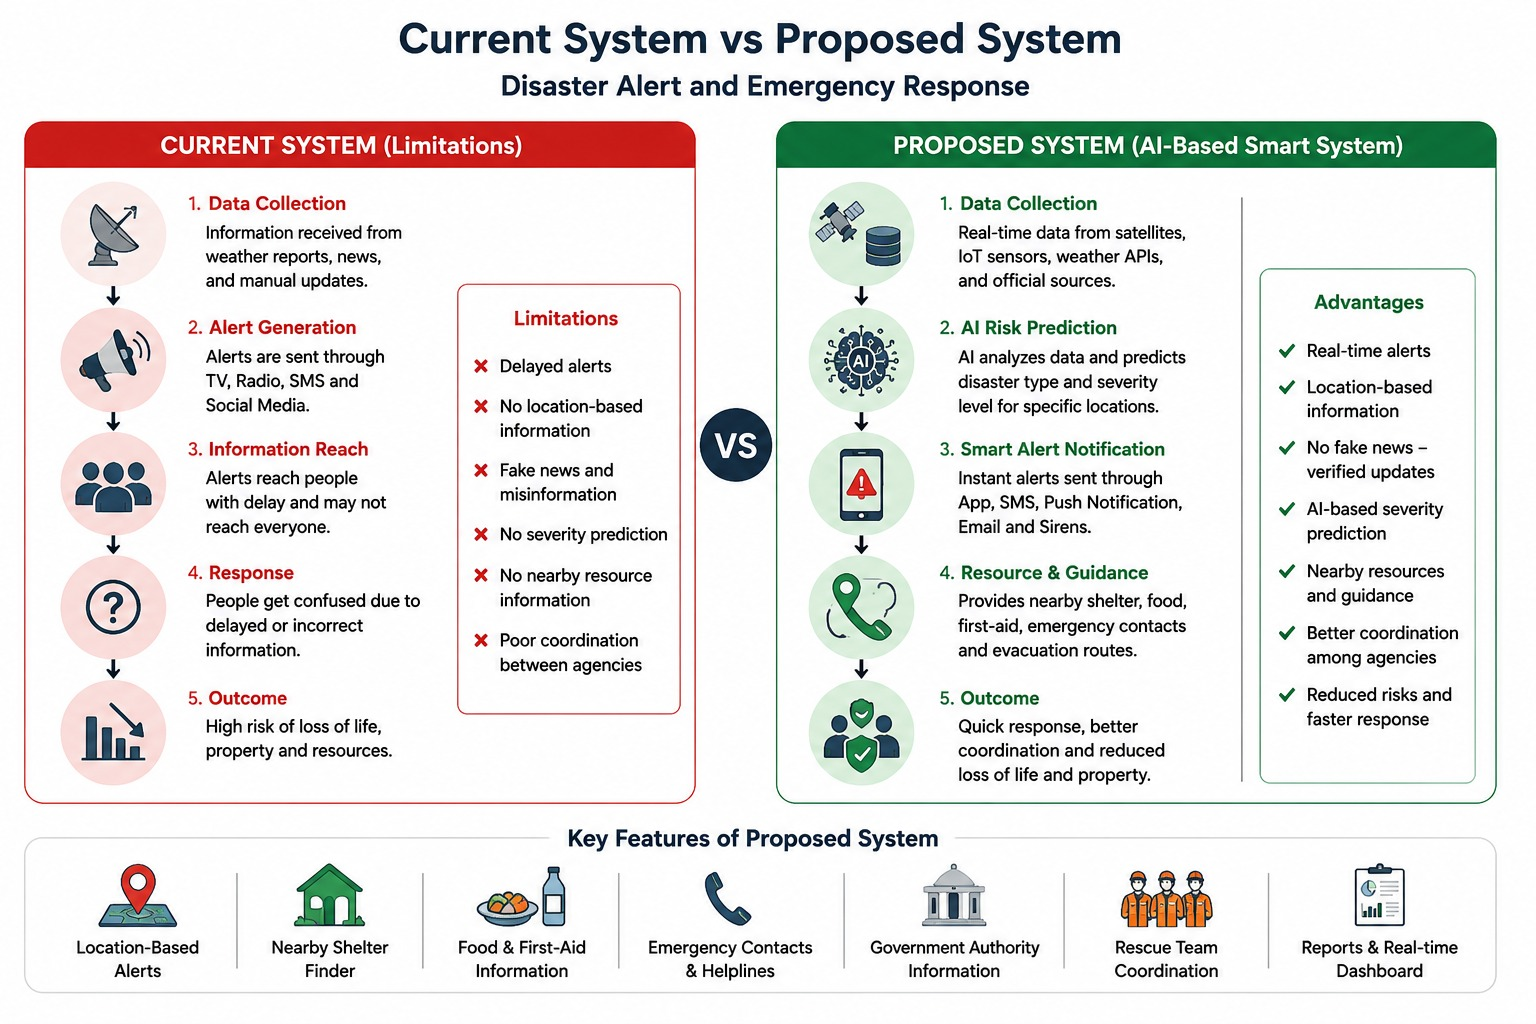 Current System vs Proposed System
Disaster Alert and Emergency Response
CURRENT SYSTEM (Limitations)
1. Data Collection
Information received from
weather reports, news,
and manual updates.
2. Alert Generation
Alerts are sent through
TV, Radio, SMS and
Social Media.
3. Information Reach
Alerts reach people
with delay and may not
reach everyone.
4. Response
People get confused due to
delayed or incorrect
information.
5. Outcome
High risk of loss of life,
property and resources.
Limitations
Delayed alerts
No location-based
information
Fake news and
misinformation
No severity prediction
No nearby resource
information
Poor coordination
between agencies
VS
PROPOSED SYSTEM (AI-Based Smart System)
1. Data Collection
Real-time data from satellites,
IoT sensors, weather APIs,
and official sources.
AI
2. AI Risk Prediction
AI analyzes data and predicts
disaster type and severity
level for specific locations.
3. Smart Alert Notification
Instant alerts sent through
App, SMS, Push Notification,
Email and Sirens.
4. Resource & Guidance
Provides nearby shelter, food,
first-aid, emergency contacts
and evacuation routes.
5. Outcome
Quick response, better
coordination and reduced
loss of life and property.
Advantages
Real-time alerts
Location-based
information
No fake news –
verified updates
AI-based severity
prediction
Nearby resources
and guidance
Better coordination
among agencies
Reduced risks and
faster response
Key Features of Proposed System
Location-Based
Alerts
Nearby Shelter
Finder
Food & First-Aid
Information
Emergency Contacts
& Helplines
Government Authority
Information
Rescue Team
Coordination
Reports & Real-time
Dashboard